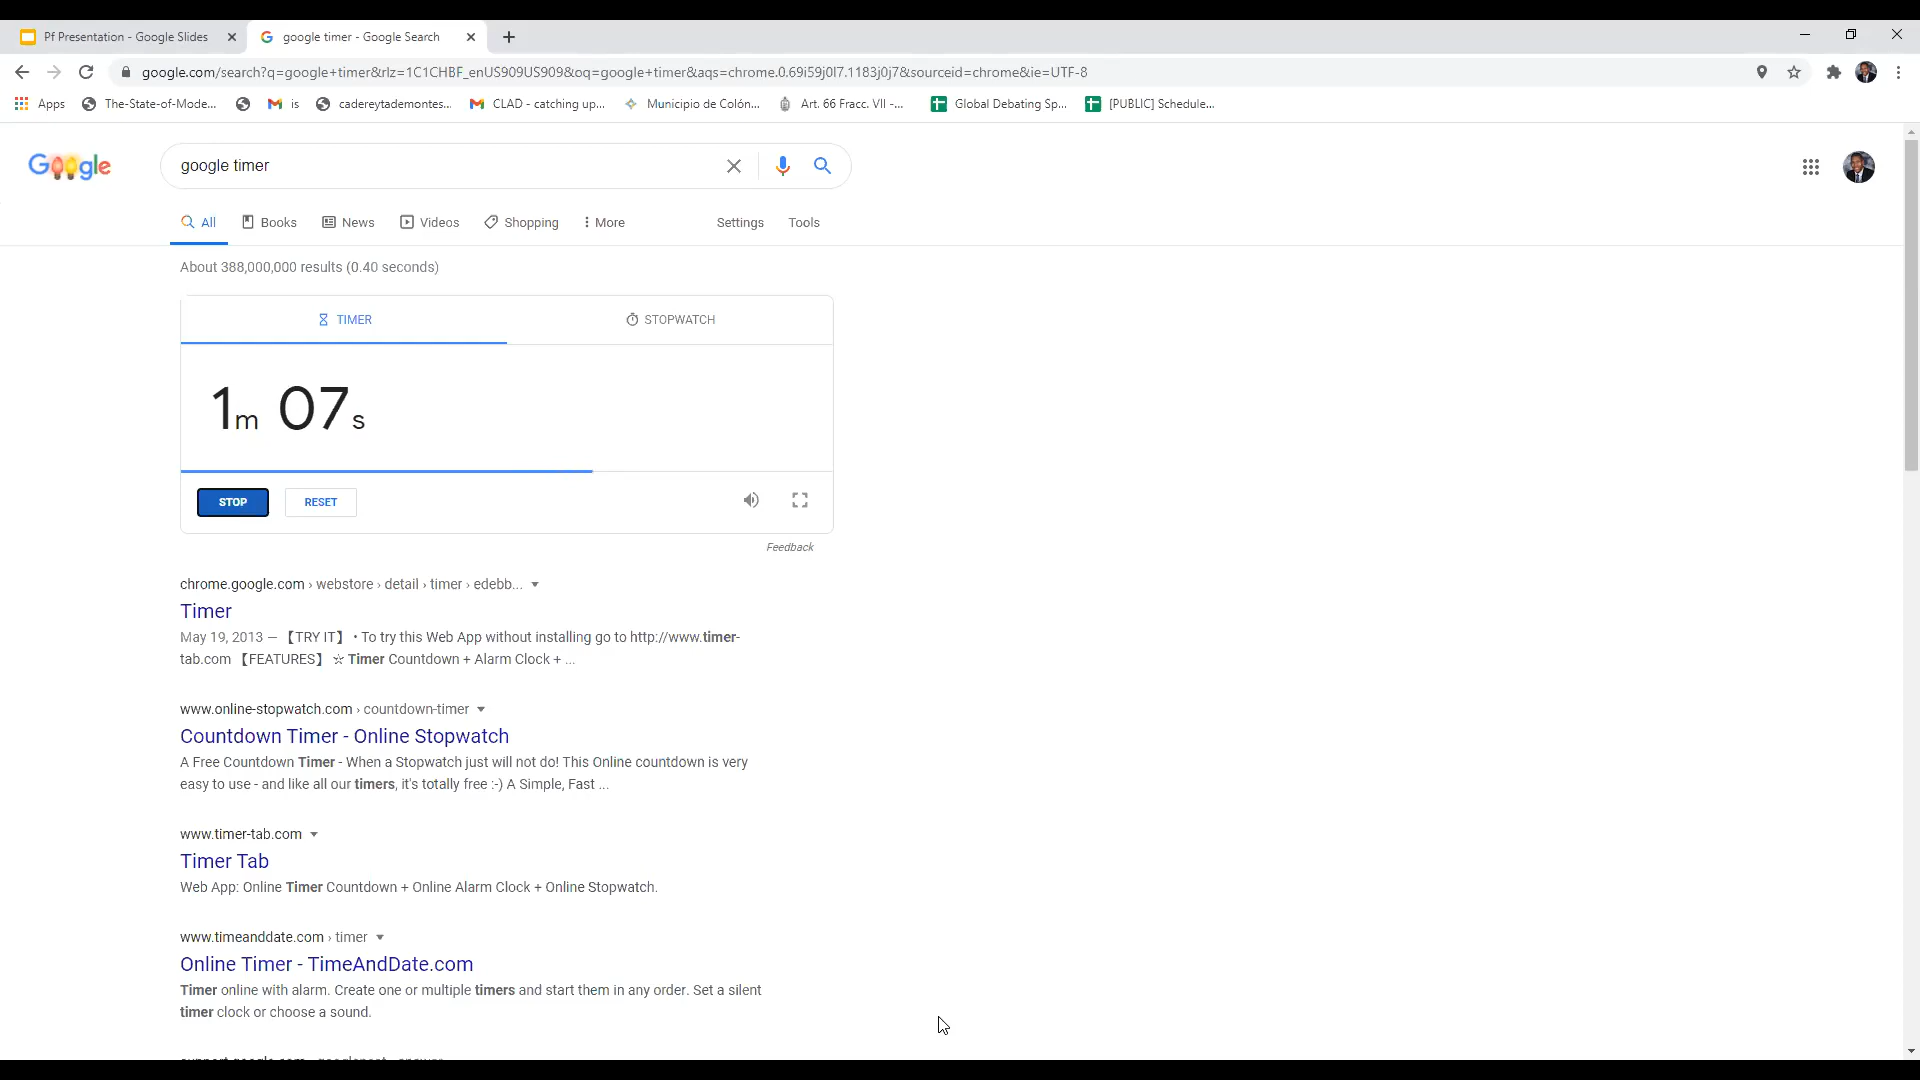 Pf Presentation - Google Slides
google timer - Google Search
google.com/search?q=google+timer&rlz=1C1CHBF_enUS909US909&oq=google+timer&aqs=chrome.0.69i59j0l7.1183j0j7&sourceid=chrome&ie=UTF-8
Apps The-State-of-Mode... is cadereytademontes... CLAD - catching up... Municipio de Colón... Art. 66 Fracc. VII -... Global Debating Sp... [PUBLIC] Schedule...
Google
google timer
All Books News Videos Shopping More Settings Tools
About 388,000,000 results (0.40 seconds)
TIMER STOPWATCH
1m 07s
STOP RESET
Feedback
chrome.google.com › webstore › detail › timer › edebb...
Timer
May 19, 2013 — 【TRY IT】 • To try this Web App without installing go to http://www.timer-
tab.com 【FEATURES】 ☆ Timer Countdown + Alarm Clock + ...
www.online-stopwatch.com › countdown-timer
Countdown Timer - Online Stopwatch
A Free Countdown Timer - When a Stopwatch just will not do! This Online countdown is very
easy to use - and like all our timers, it's totally free :-) A Simple, Fast ...
www.timer-tab.com
Timer Tab
Web App: Online Timer Countdown + Online Alarm Clock + Online Stopwatch.
www.timeanddate.com › timer
Online Timer - TimeAndDate.com
Timer online with alarm. Create one or multiple timers and start them in any order. Set a silent
timer clock or choose a sound.